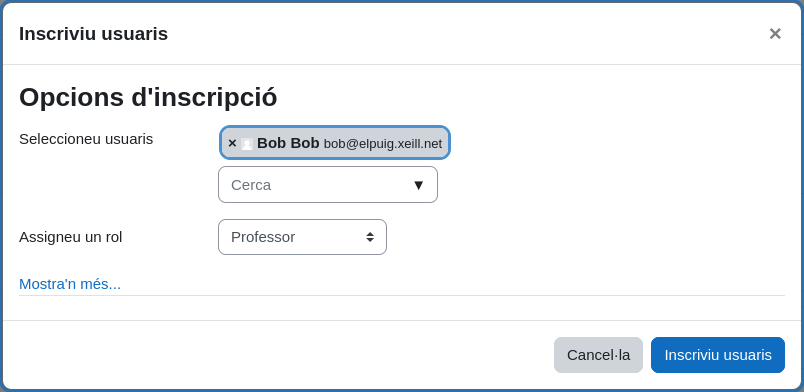 Inscriviu usuaris ×
Opcions d'inscripció
Seleccioneu usuaris × Bob Bob bob@elpuig.xeill.net
Cerca ▼
Assigneu un rol Professor
Mostra'n més...
Cancel·la Inscriviu usuaris